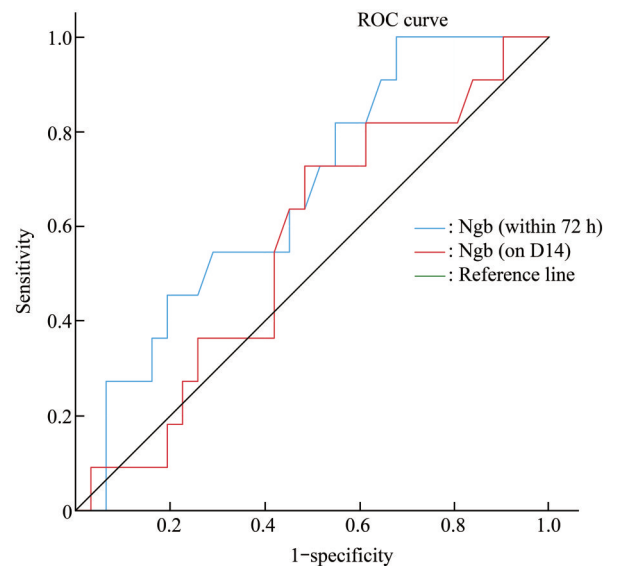 ROC curve
1.0
0.8
0.6
0.4
0.2
0
Sensitivity
: Ngb (within 72 h)
: Ngb (on D14)
: Reference line
0.2 0.4 0.6 0.8 1.0
1-specificity